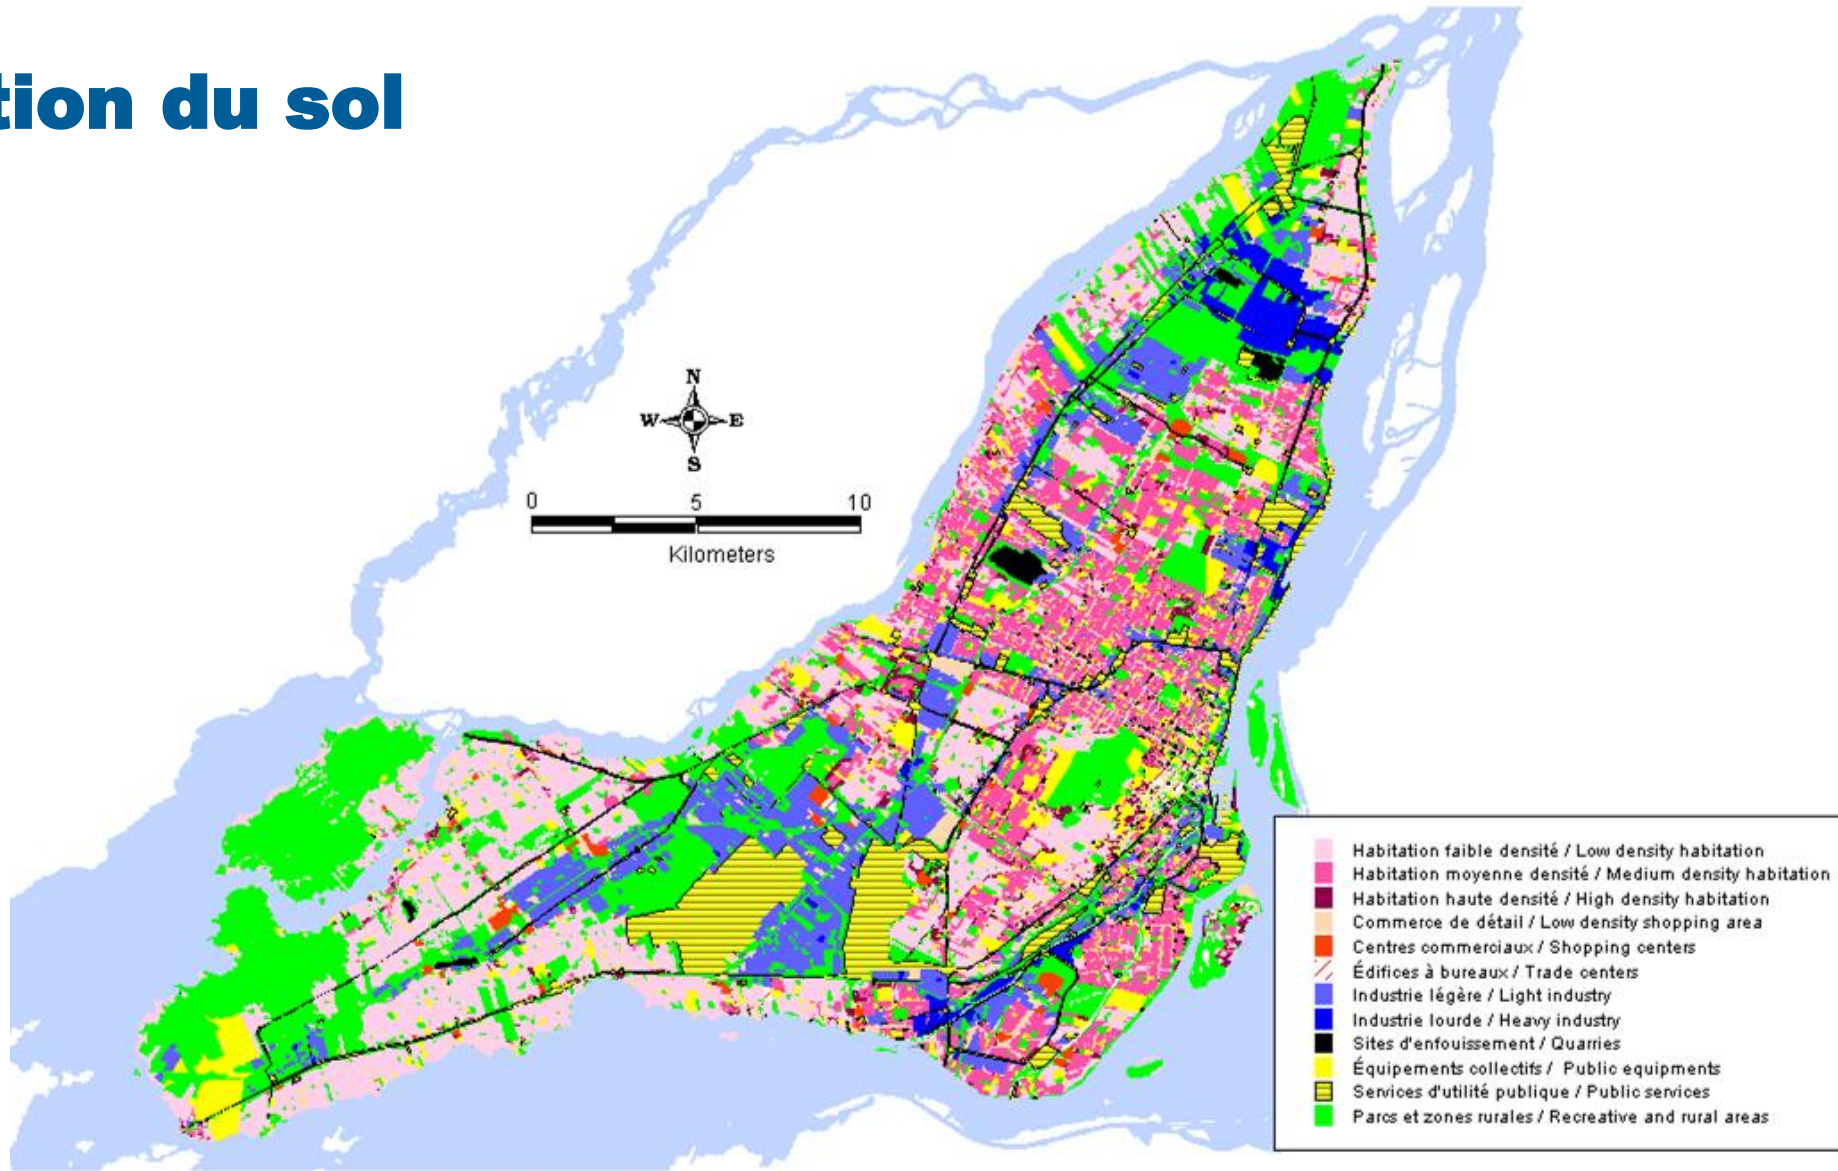 tion du sol
N
W E
S
0 5 10
Kilometers
Habitation faible densité / Low density habitation
Habitation moyenne densité / Medium density habitation
Habitation haute densité / High density habitation
Commerce de détail / Low density shopping area
Centres commerciaux / Shopping centers
Édifices à bureaux / Trade centers
Industrie légère / Light industry
Industrie lourde / Heavy industry
Sites d'enfouissement / Quarries
Équipements collectifs / Public equipments
Services d'utilité publique / Public services
Parcs et zones rurales / Recreative and rural areas